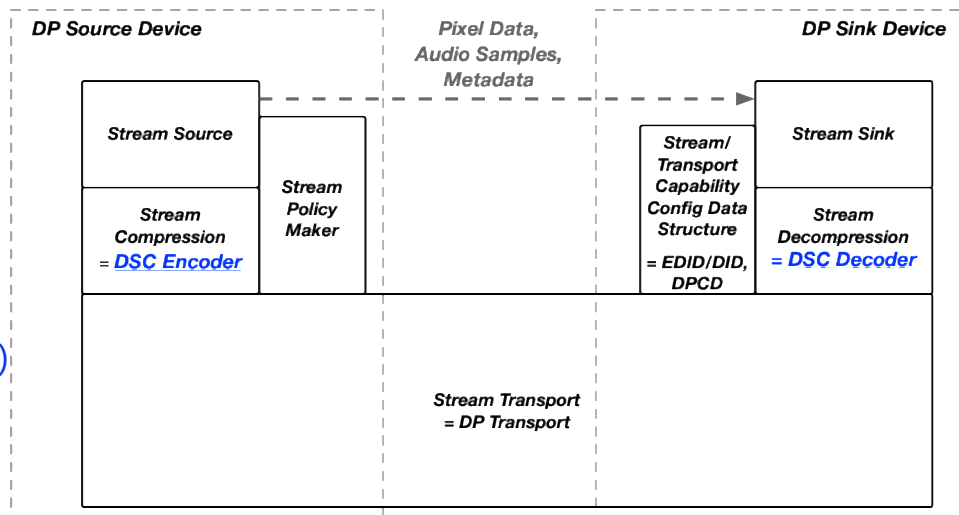 DP Source Device
Pixel Data,
Audio Samples,
Metadata
DP Sink Device
Stream Source
Stream
Policy
Maker
Stream
Compression
= DSC Encoder
Stream/
Transport
Capability
Config Data
Structure
= EDID/DID,
DPCD
Stream Sink
Stream
Decompression
= DSC Decoder
Stream Transport
= DP Transport